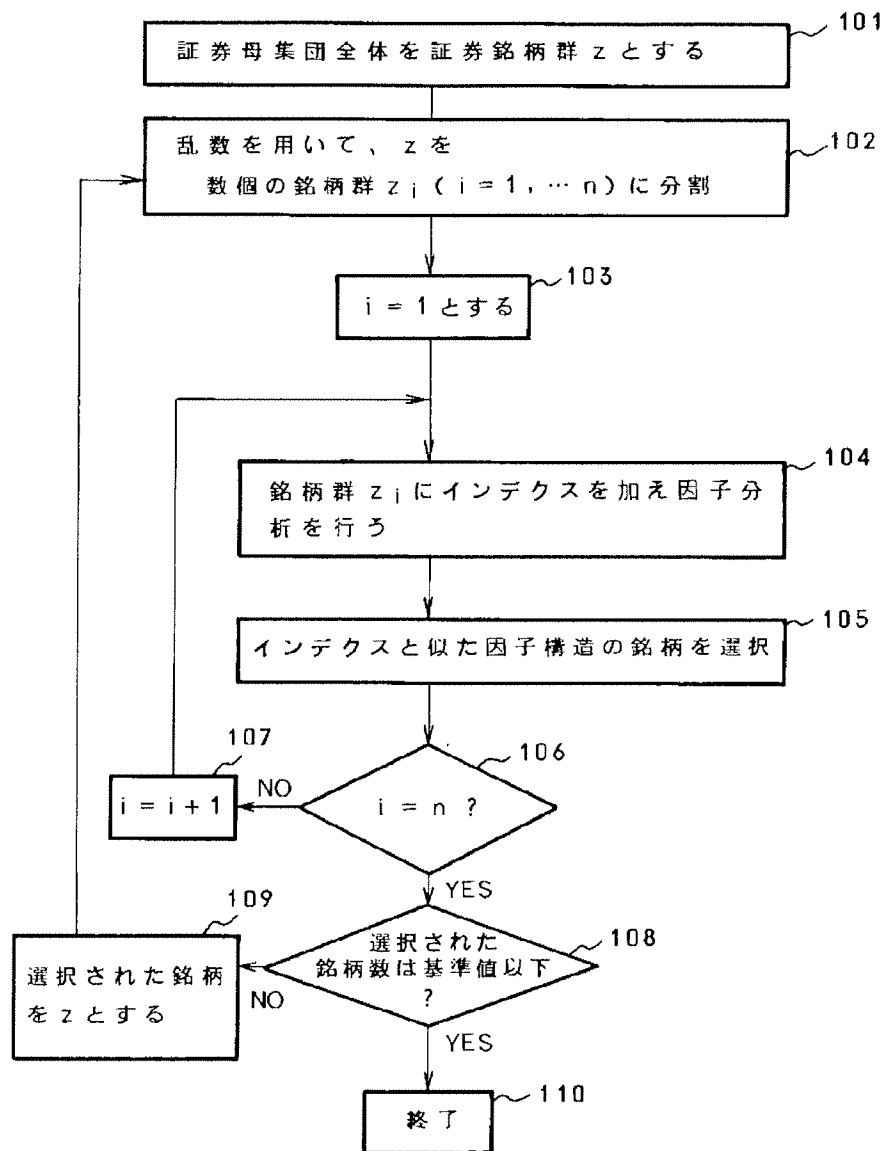 101
証券母集団全体を証券銘柄群zとする
102
乱数を用いて、zを
数個の銘柄群zi(i=1,…n)に分割
103
i=1とする
104
銘柄群ziにインデクスを加え因子分
析を行う
105
インデクスと似た因子構造の銘柄を選択
106
i=n?
107
i=i+1
NO
YES
108
選択された
銘柄数は基準値以下
?
109
選択された銘柄
をzとする
NO
YES
110
終了